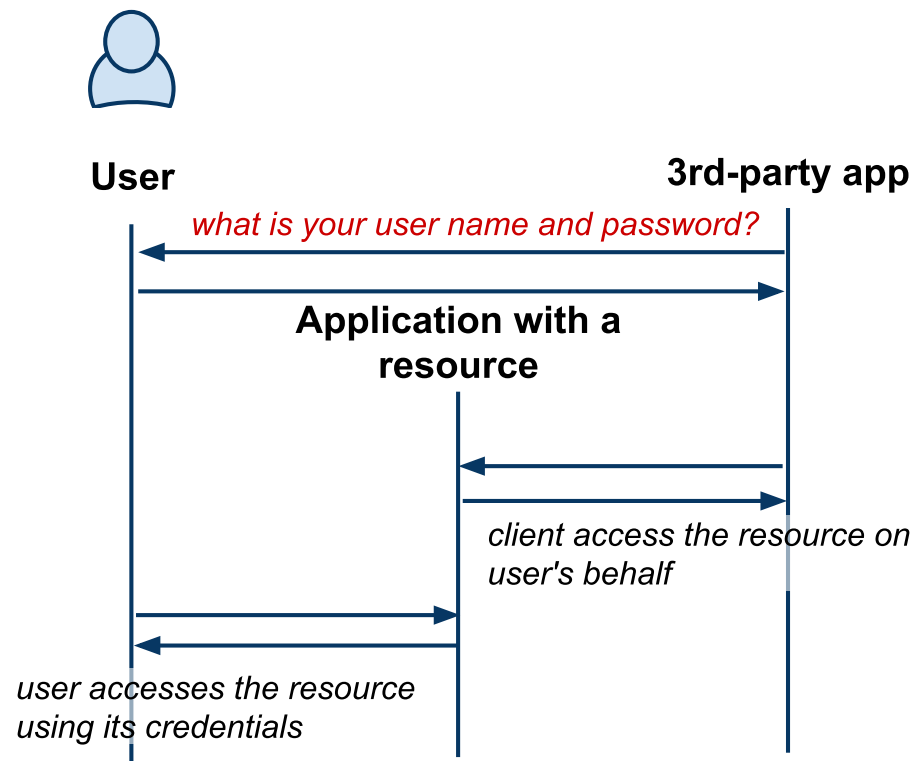 User
3rd-party app
what is your user name and password?
Application with a
resource
client access the resource on
user's behalf
user accesses the resource
using its credentials